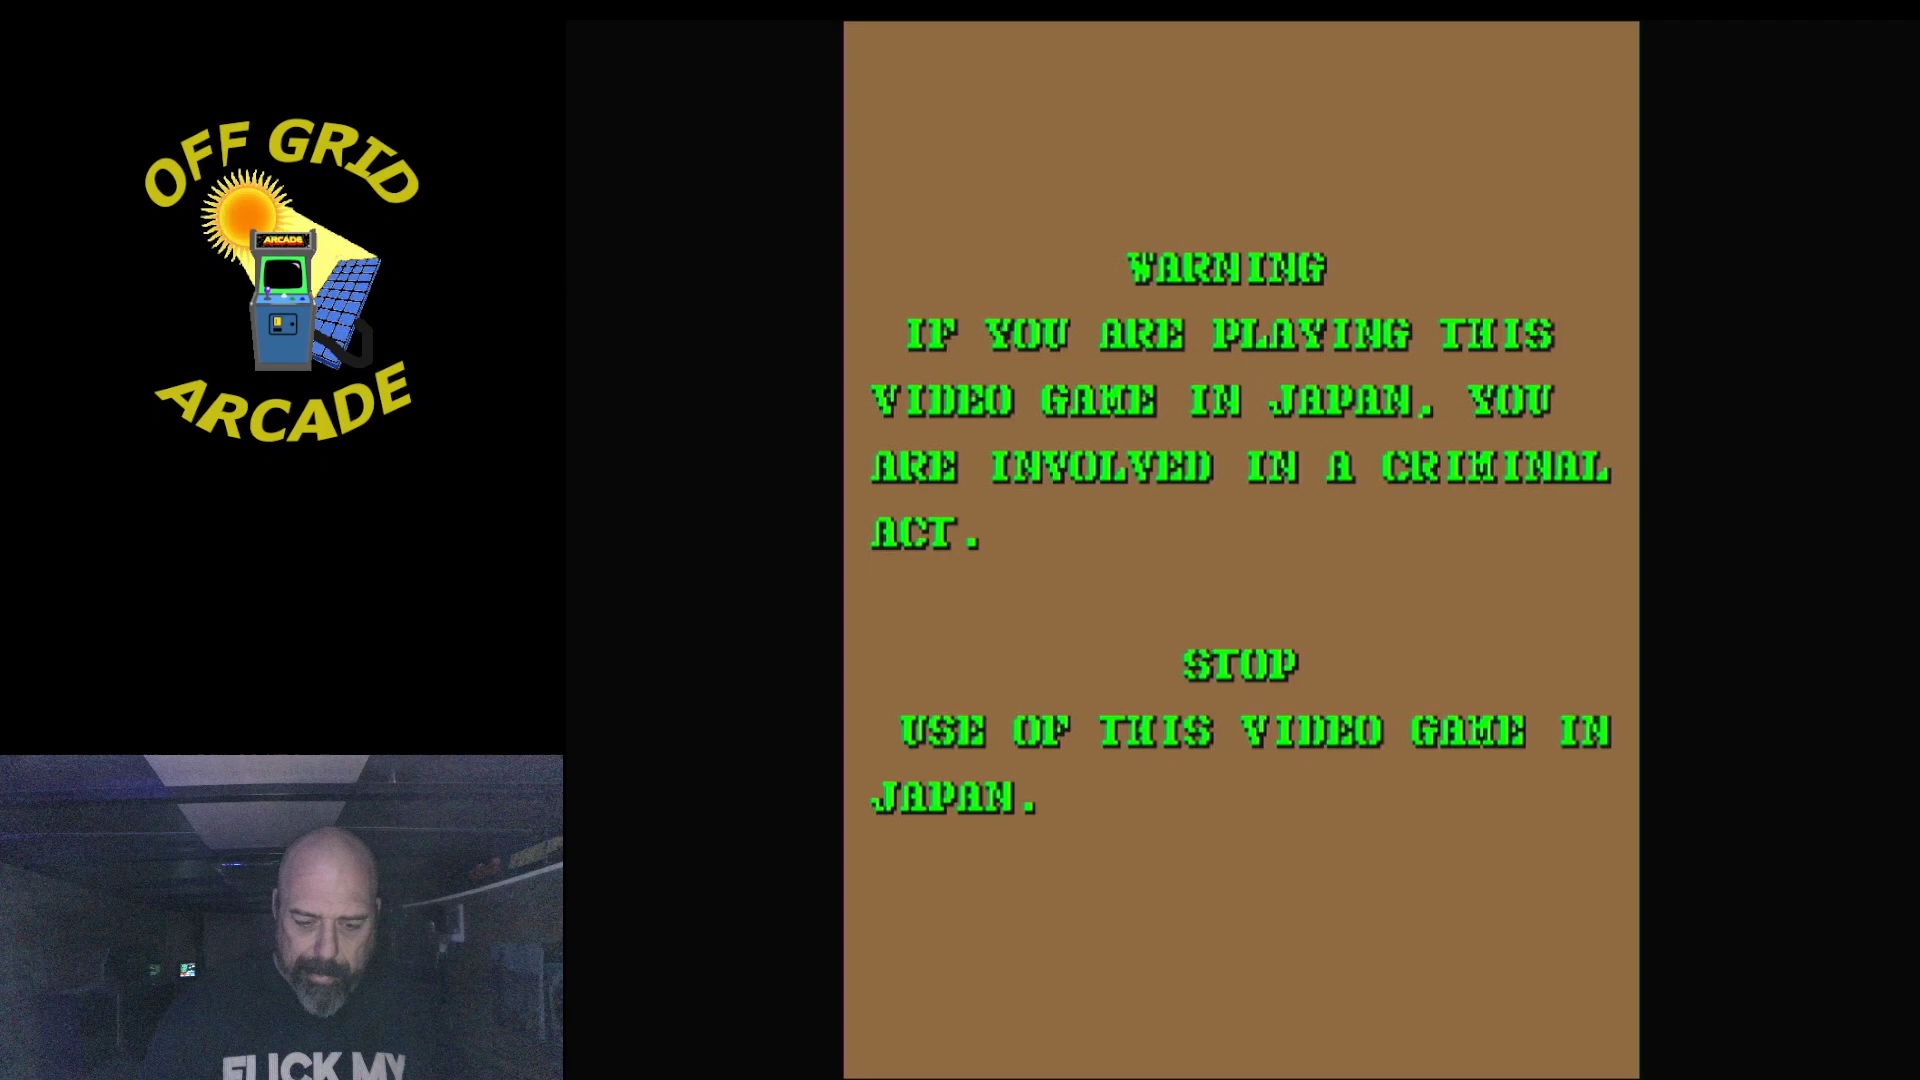 OFF GRID
ARCADE
ARCADE
WARNING
IF YOU ARE PLAYING THIS
VIDEO GAME IN JAPAN. YOU
ARE INVOLVED IN A CRIMINAL
ACT.
STOP
USE OF THIS VIDEO GAME IN
JAPAN.
MY